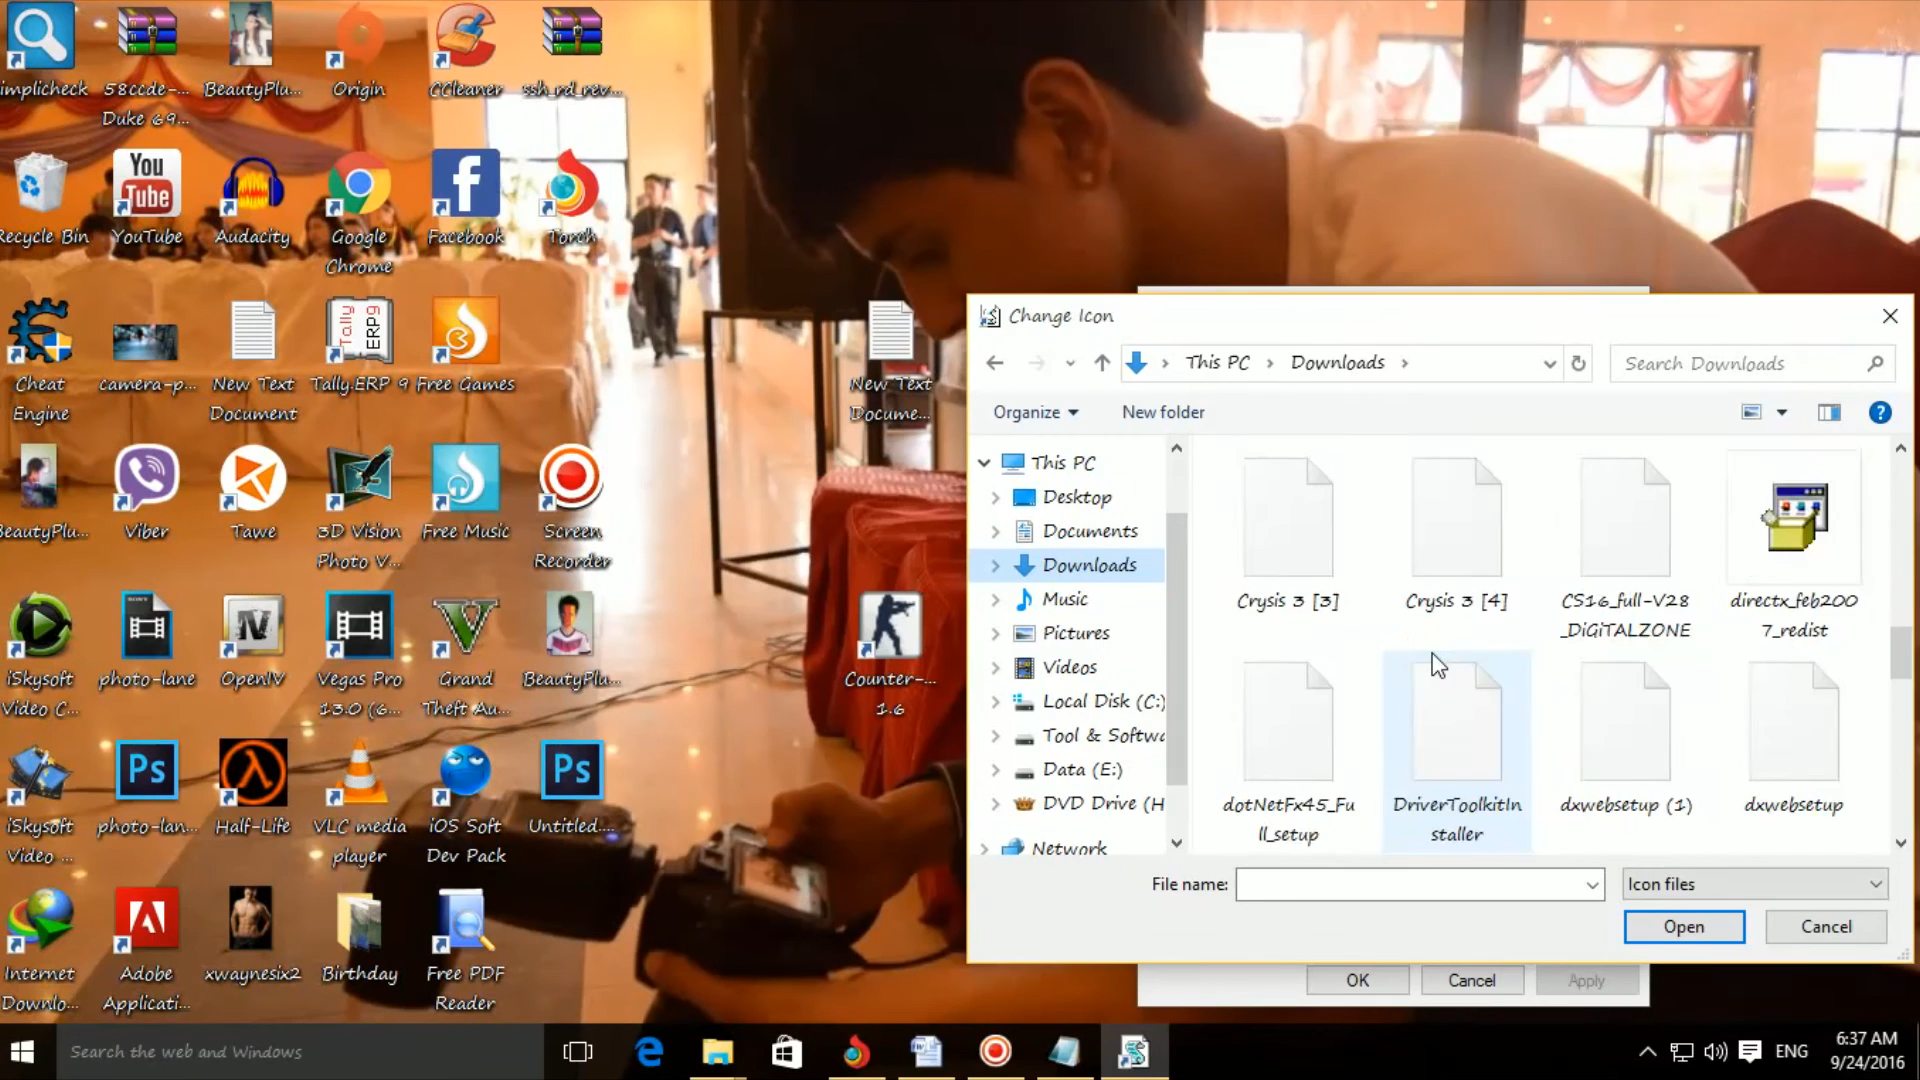 implicheck
58ccde-...
Duke 69...
BeautyPlu...
Origin
CCleaner
ssh_rd_rev...
You
Tube
Recycle Bin
YouTube
Audacity
Google
Chrome
Facebook
Torch
Tally
ERP9
Cheat
Engine
camera-p...
New Text
Document
Tally.ERP 9
Free Games
New Text
Docume...
BeautyPlu...
Viber
Tawe
3D Vision
Photo V...
Free Music
Screen
Recorder
iSkysoft
Video C...
photo-lane
OpenIV
Vegas Pro
13.0 (6...
Grand
Theft Au...
BeautyPlu...
Counter-...
1.6
Ps
Ps
iSkysoft
Video ...
photo-lan...
Half-Life
VLC media
player
iOS Soft
Dev Pack
Untitled....
Internet
Downlo...
Adobe
Applicati...
xwaynesix2
Birthday
Free PDF
Reader
Change Icon
This PC
Downloads
Search Downloads
Organize
New folder
This PC
Desktop
Documents
Downloads
Music
Pictures
Videos
Local Disk (C:)
Tool & Softwa
Data (E:)
DVD Drive (H
Network
Crysis 3 [3]
Crysis 3 [4]
CS16_full-V28
_DiGiTALZONE
directx_feb200
7_redist
dotNetFx45_Fu
ll_setup
DriverToolkitIn
staller
dxwebsetup (1)
dxwebsetup
File name:
Icon files
Open
Cancel
OK
Cancel
Apply
Search the web and Windows
ENG
6:37 AM
9/24/2016